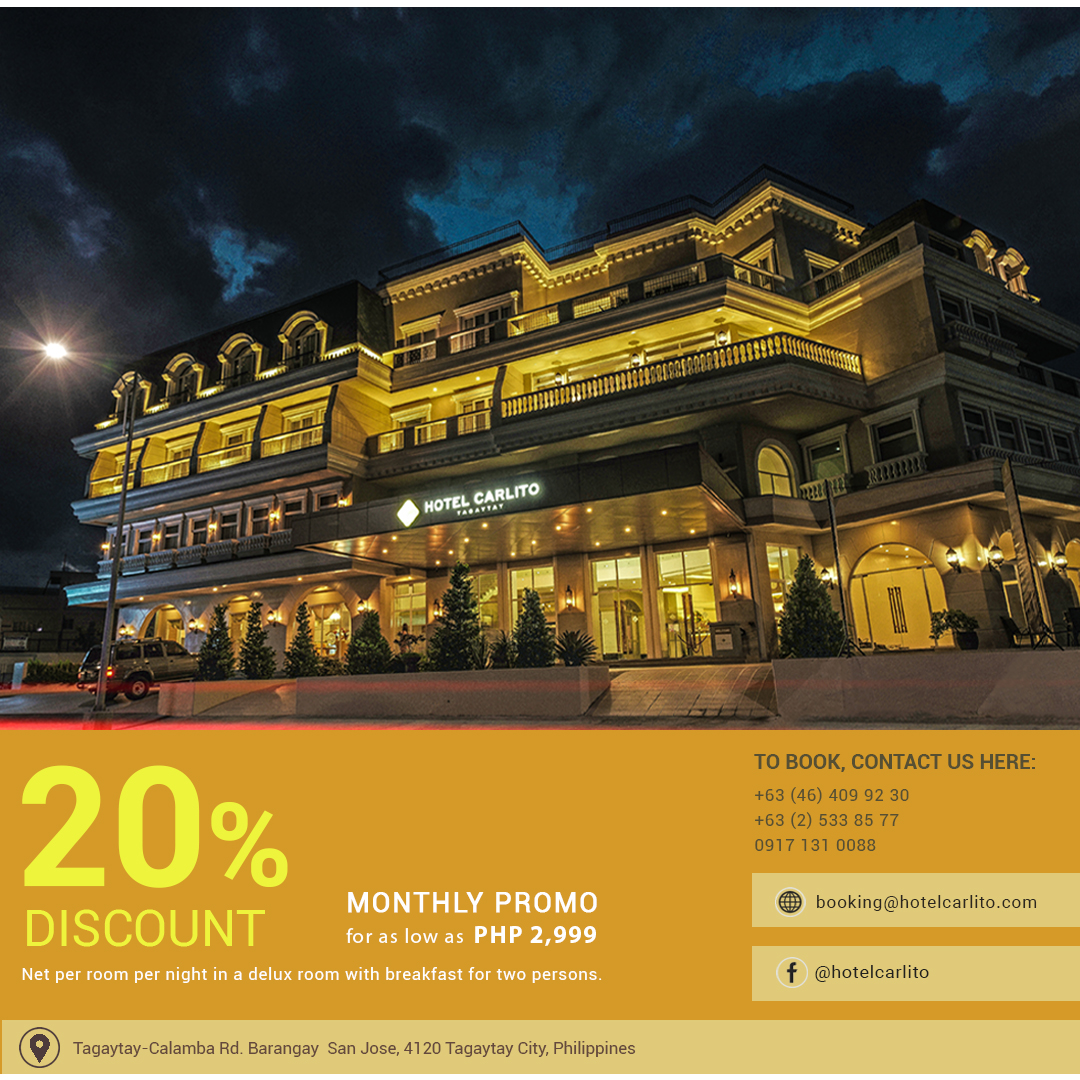 HOTEL CARLITO
TAGAYTAY
20%
DISCOUNT
MONTHLY PROMO
for as low as PHP 2,999
Net per room per night in a delux room with breakfast for two persons.
TO BOOK, CONTACT US HERE:
+63 (46) 409 92 30
+63 (2) 533 85 77
0917 131 0088
booking@hotelcarlito.com
@hotelcarlito
Tagaytay-Calamba Rd. Barangay  San Jose, 4120 Tagaytay City, Philippines